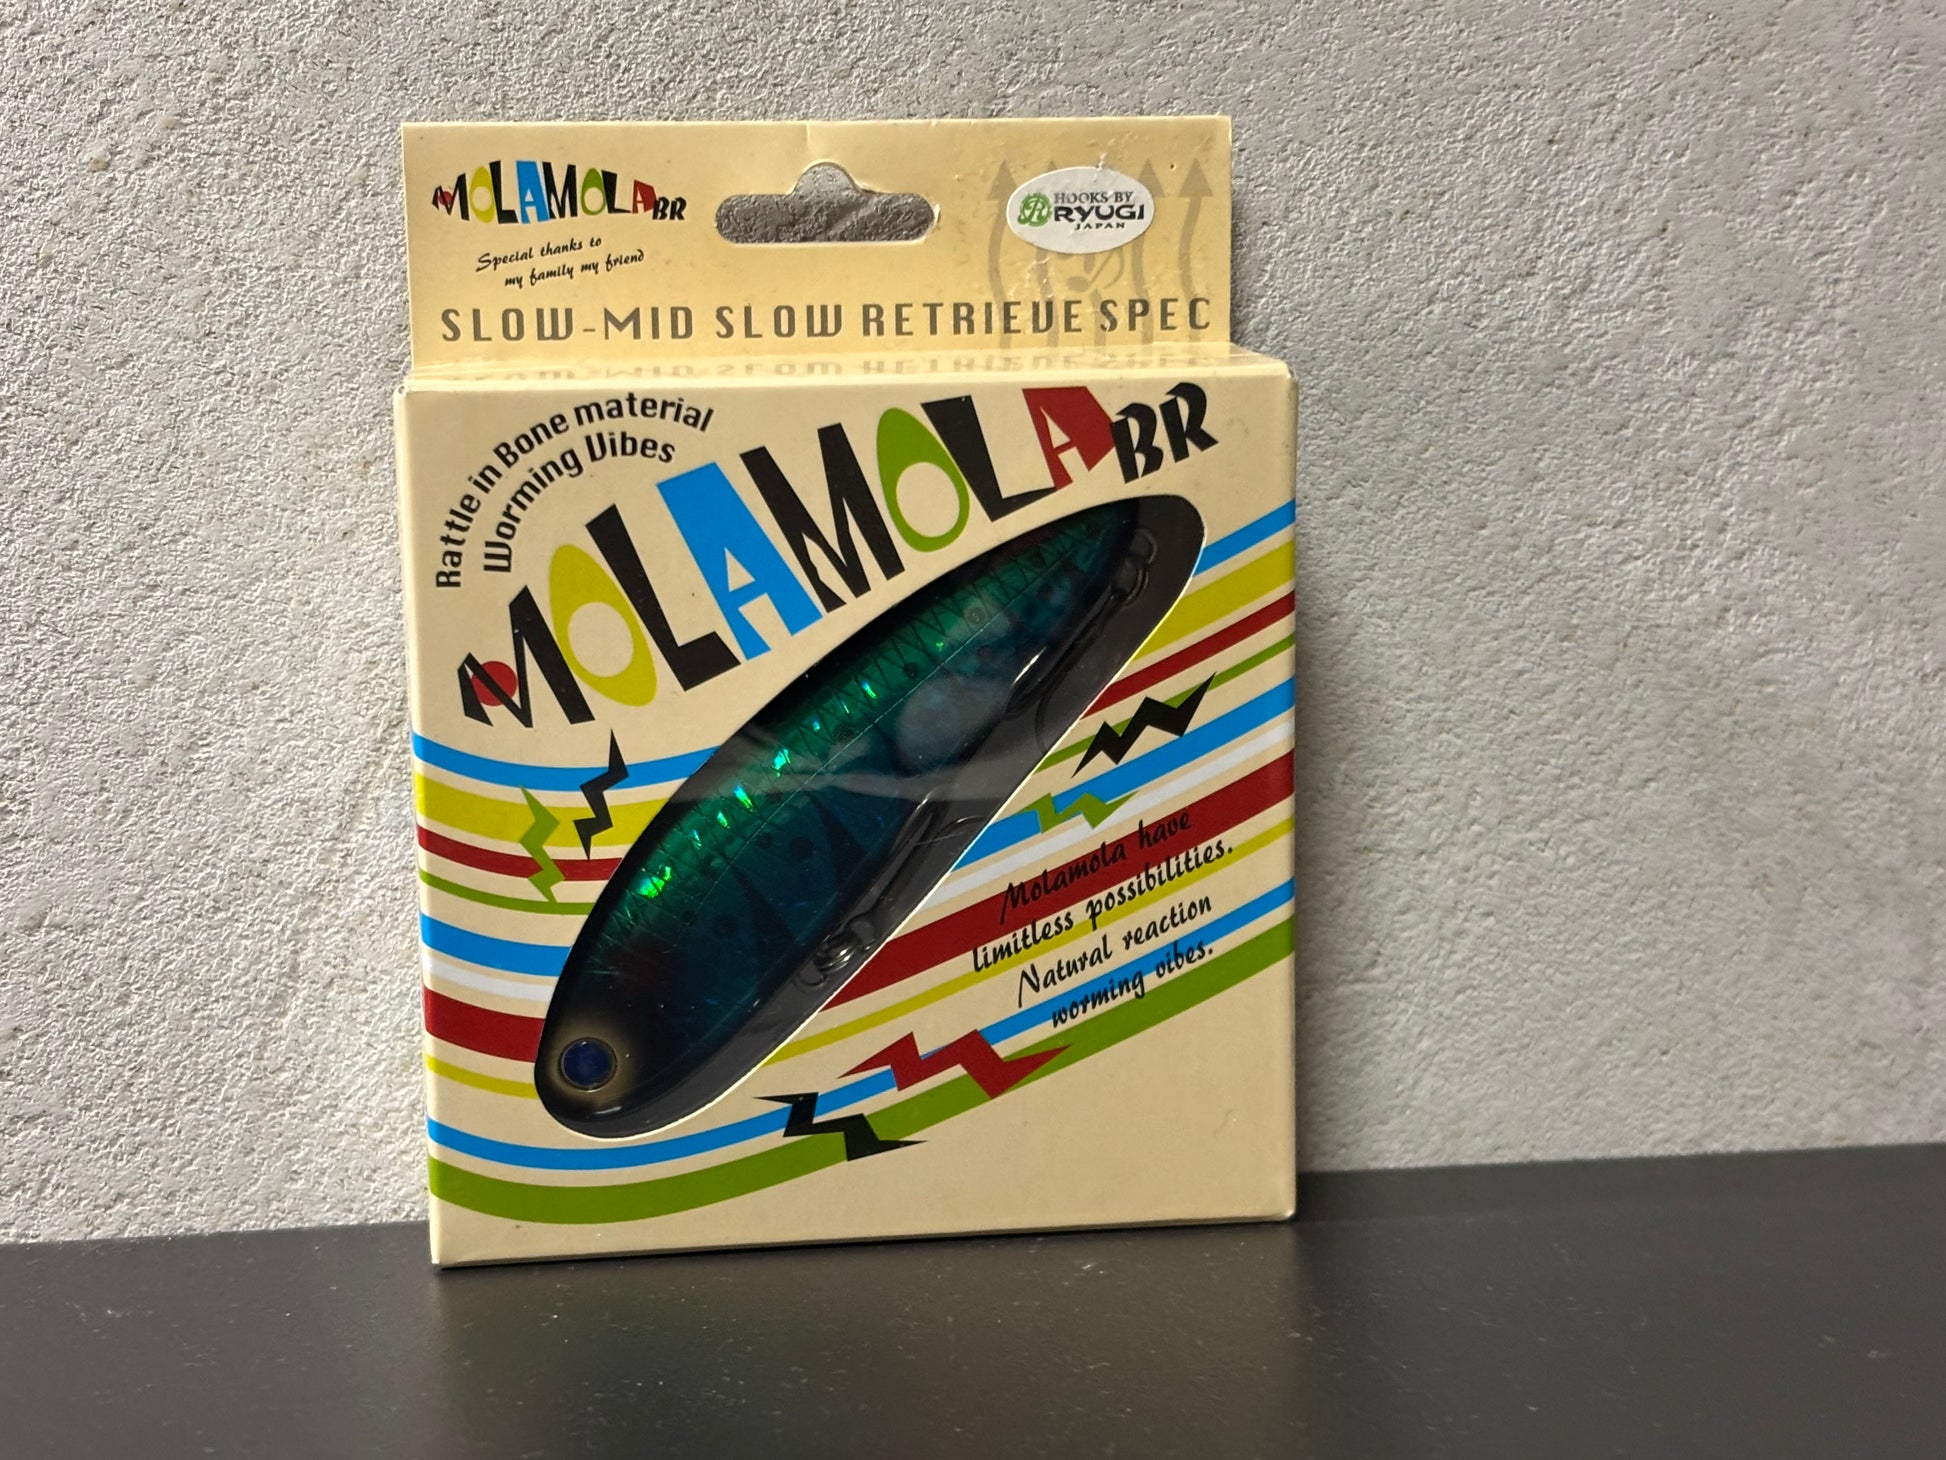 MOLAMOLA BR
Special thanks to
my family my friend
HOOKS BY
RYUGI
JAPAN
SLOW-MID SLOW RETRIEVE SPEC
Rattle in Bone material
Worming Vibes
MOLAMOLA BR
Molamola have
limitless possibilities.
Natural reaction
worming vibes.